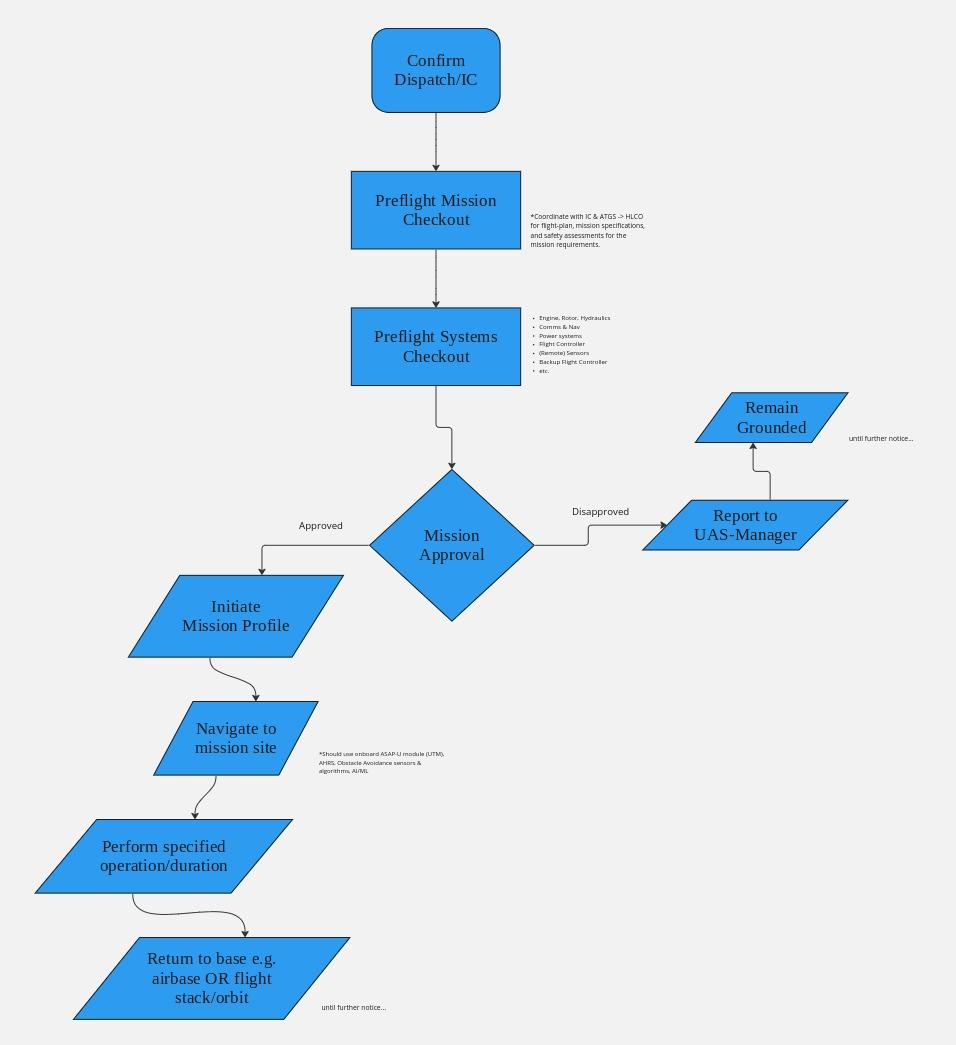 Confirm
Dispatch/IC
Preflight Mission
Checkout
*Coordinate with IC & ATGS -> HLCO
for flight-plan, mission specifications,
and safety assessments for the
mission requirements.
Preflight Systems
Checkout
• Engine, Rotor, Hydraulics
• Comms & Nav
• Power systems
• Flight Controller
• (Remote) Sensors
• Backup Flight Controller
• etc.
Remain
Grounded
until further notice...
Mission
Approval
Approved
Disapproved
Report to
UAS-Manager
Initiate
Mission Profile
Navigate to
mission site
*Should use onboard ASAP-U module (UTM),
AHRS, Obstacle Avoidance sensors &
algorithms, AI/ML
Perform specified
operation/duration
Return to base e.g.
airbase OR flight
stack/orbit
until further notice...